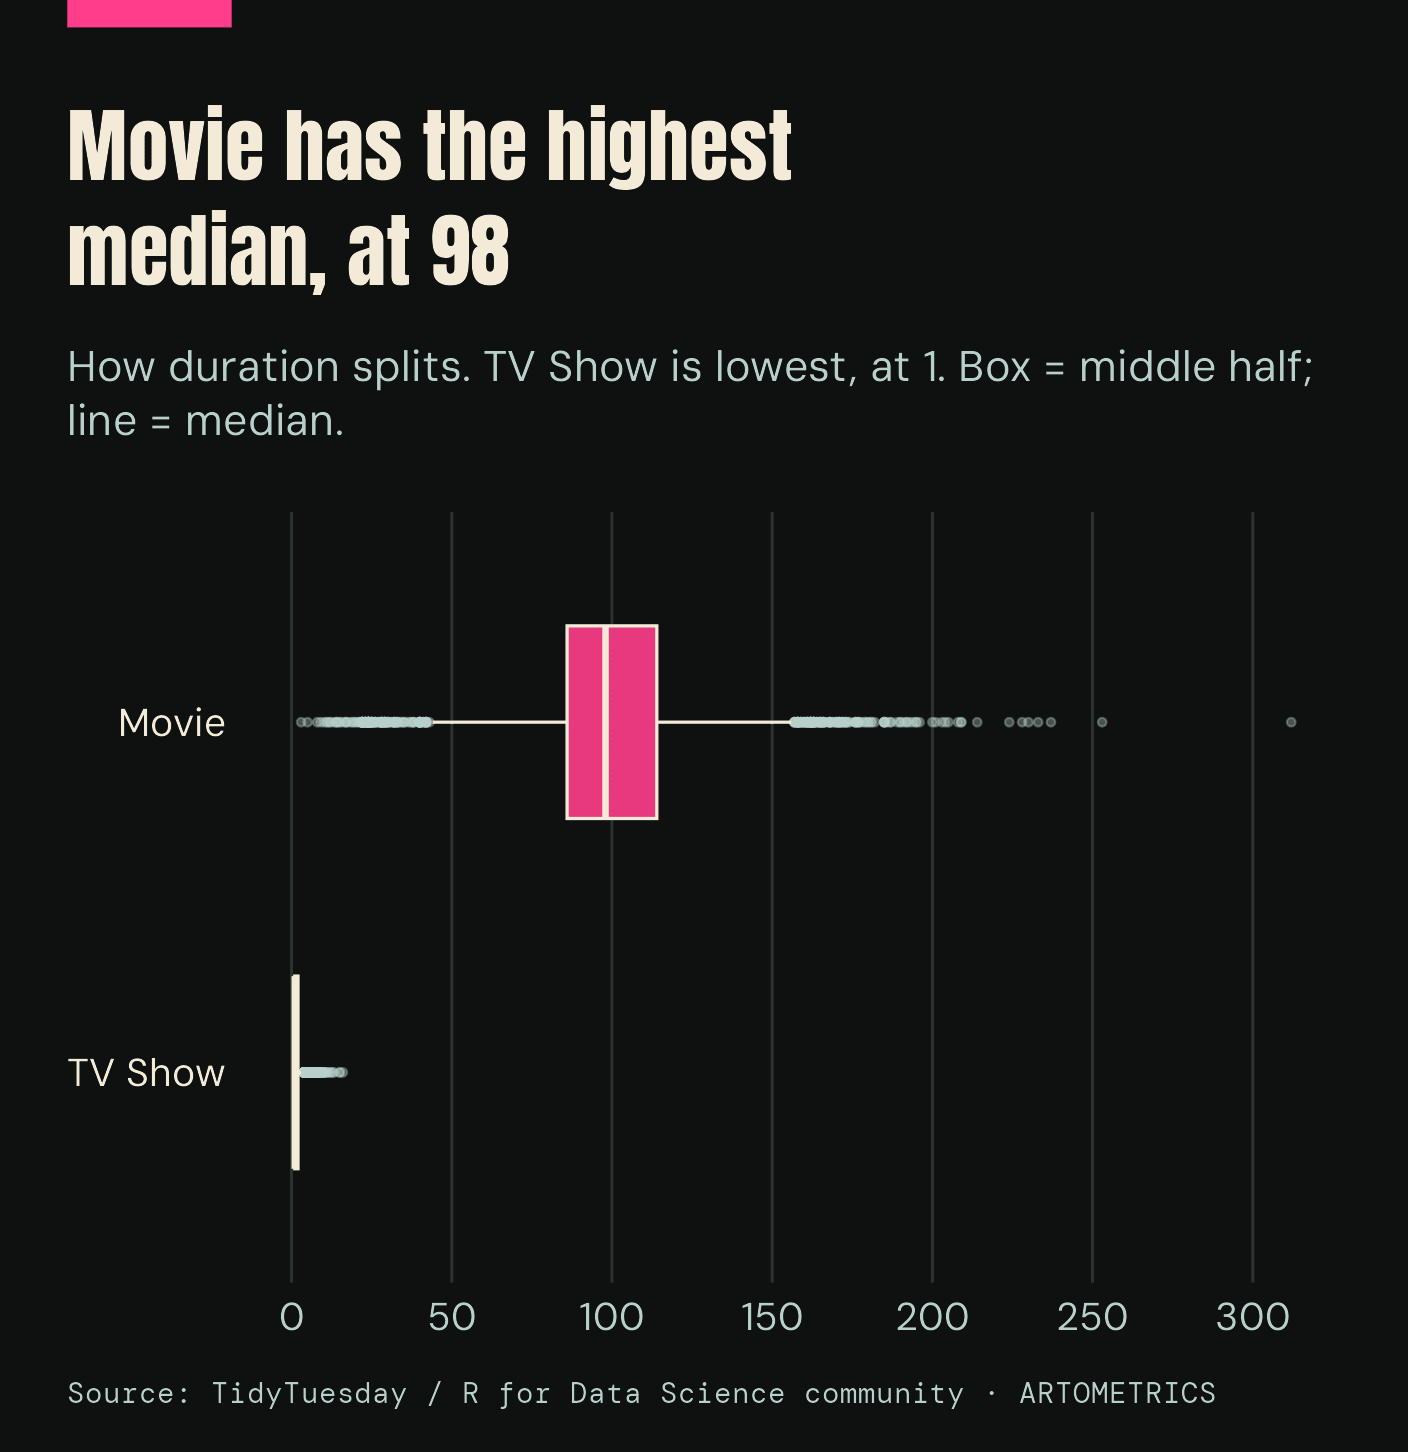 Movie has the highest
median, at 98
How duration splits. TV Show is lowest, at 1. Box = middle half;
line = median.
Movie
TV Show
0 50 100 150 200 250 300
Source: TidyTuesday / R for Data Science community · ARTOMETRICS